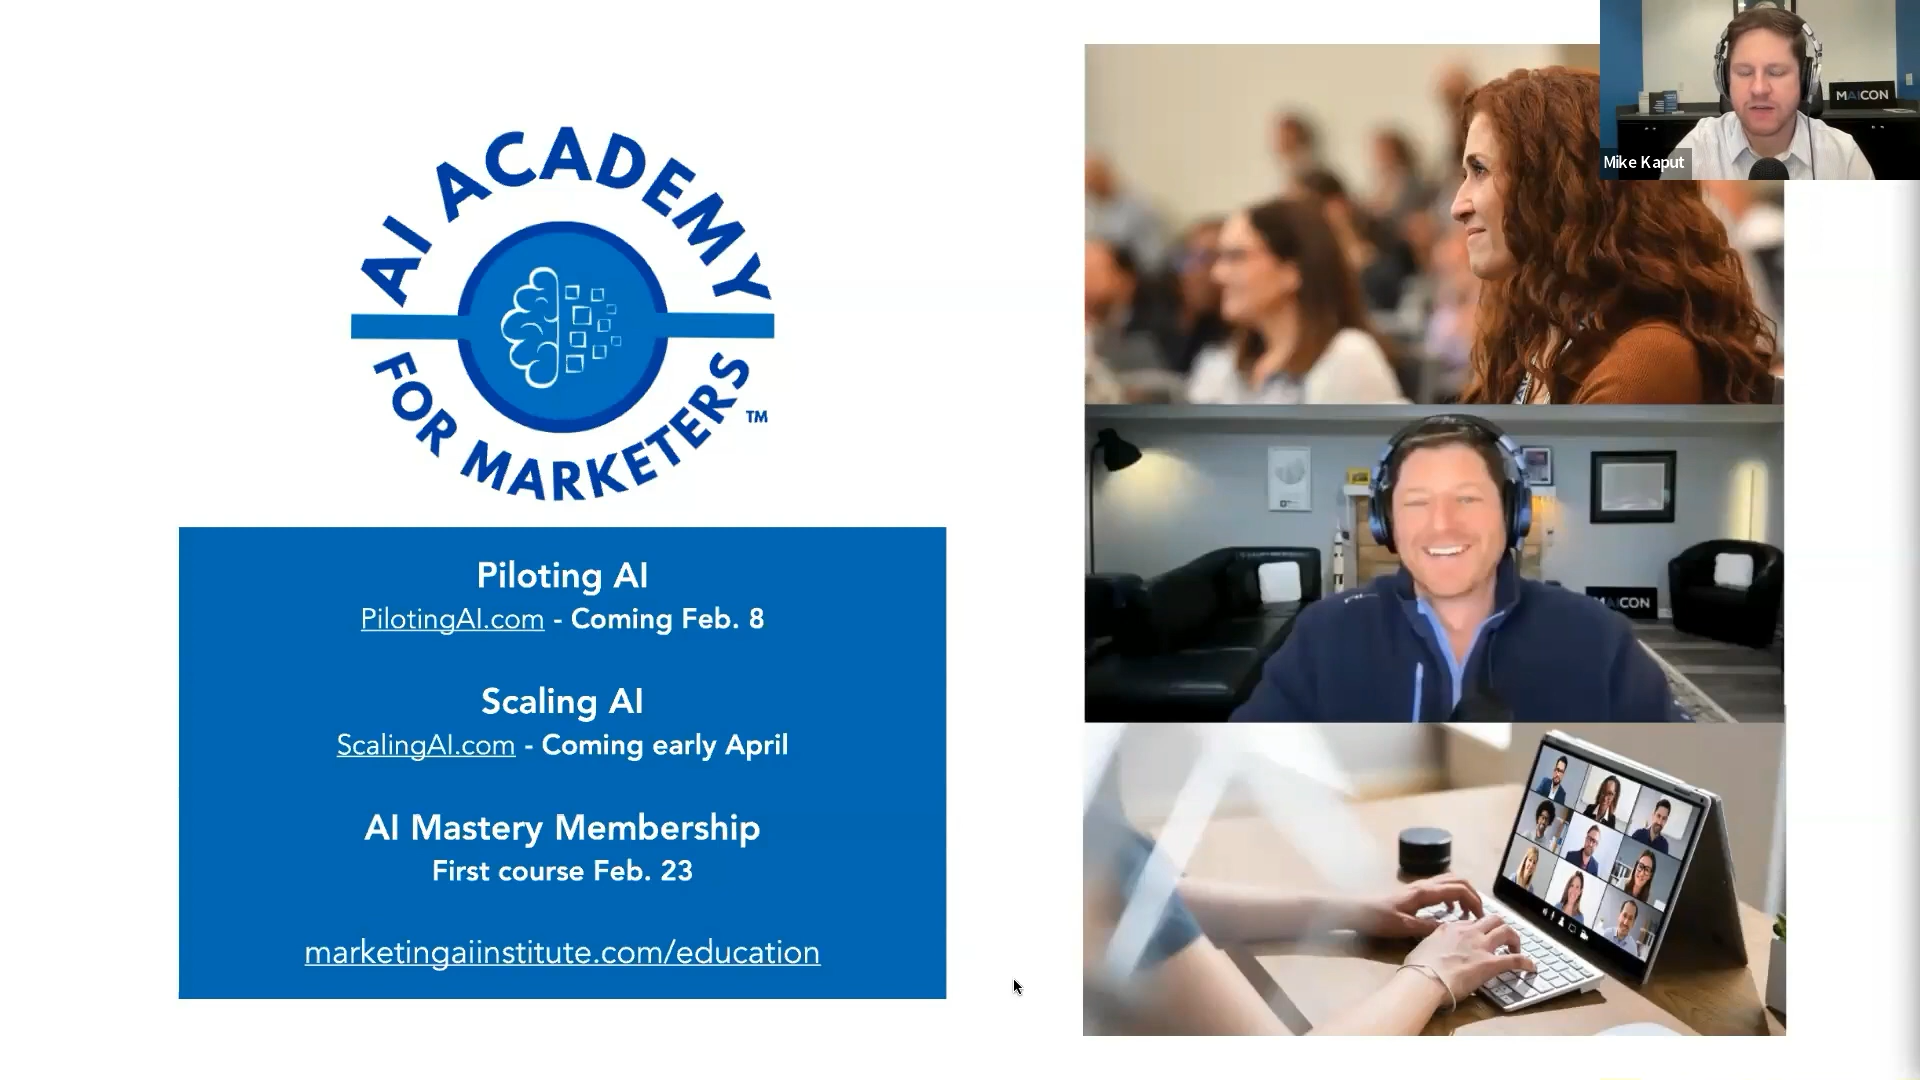 AI ACADEMY
FOR MARKETERS
TM
Piloting AI
PilotingAI.com - Coming Feb. 8
Scaling AI
ScalingAI.com - Coming early April
AI Mastery Membership
First course Feb. 23
marketingaiinstitute.com/education
MAICON
Mike Kaput
MAICON